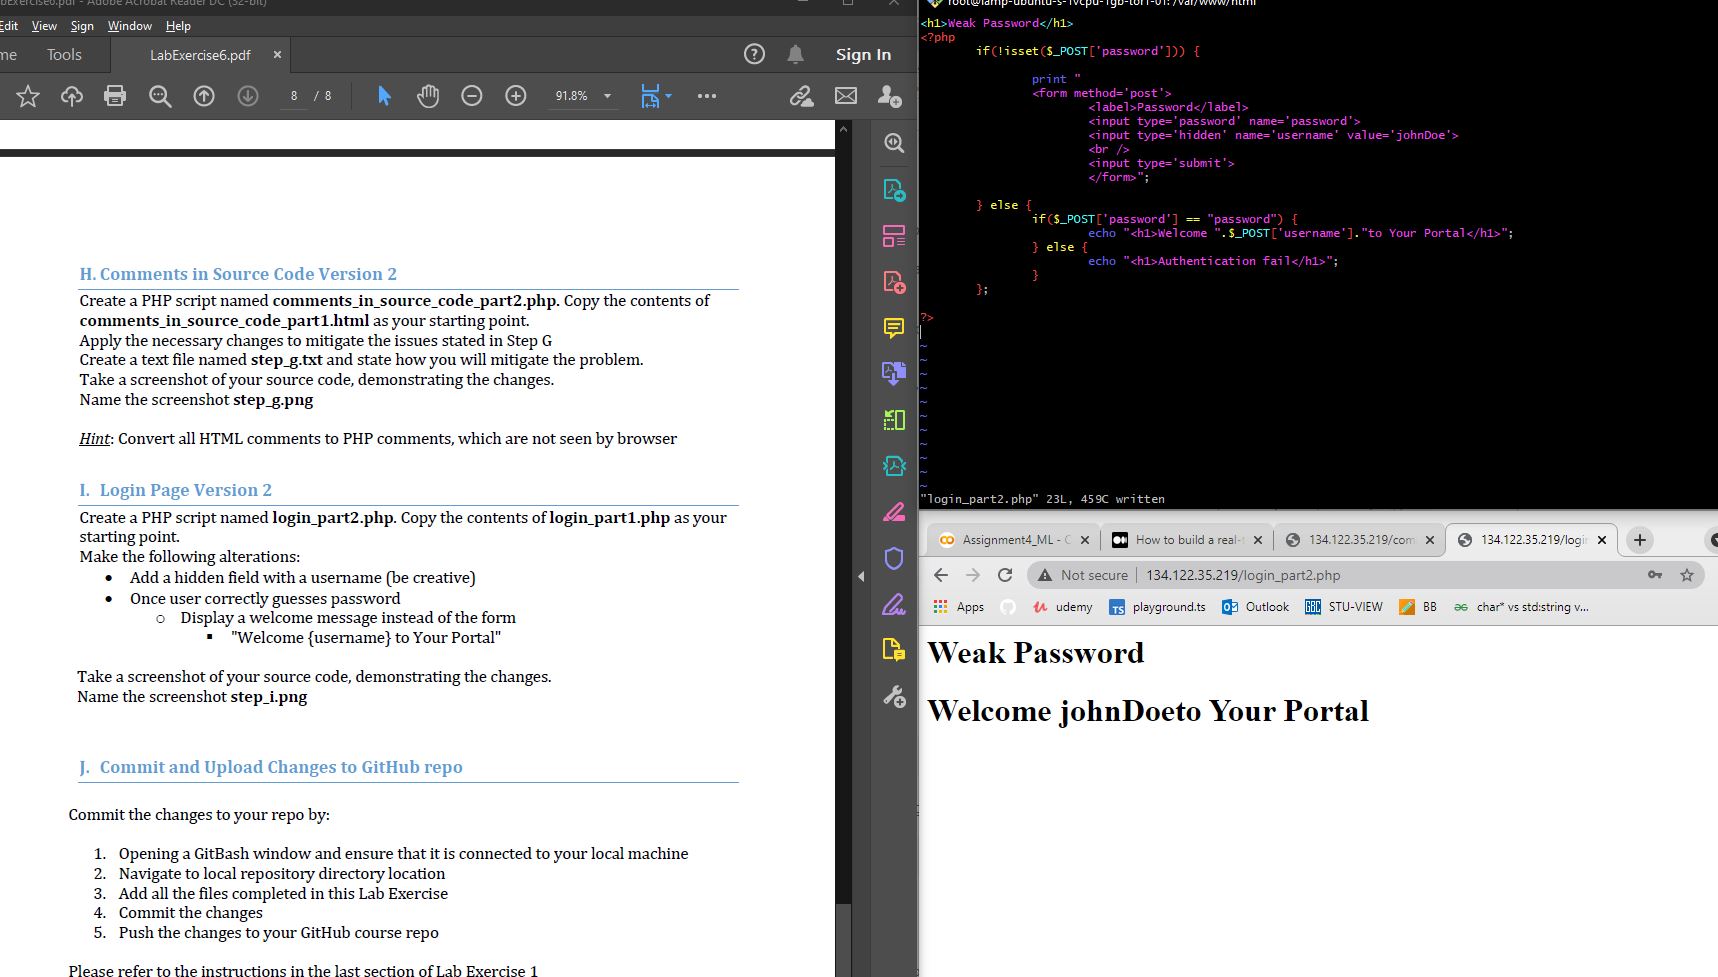 bExercise6.pdf - Adobe Acrobat Reader DC (32-bit)
Edit View Sign Window Help
me Tools LabExercise6.pdf × Sign In
8 / 8 91.8%
H. Comments in Source Code Version 2
Create a PHP script named comments_in_source_code_part2.php. Copy the contents of
comments_in_source_code_part1.html as your starting point.
Apply the necessary changes to mitigate the issues stated in Step G
Create a text file named step_g.txt and state how you will mitigate the problem.
Take a screenshot of your source code, demonstrating the changes.
Name the screenshot step_g.png
Hint: Convert all HTML comments to PHP comments, which are not seen by browser
I. Login Page Version 2
Create a PHP script named login_part2.php. Copy the contents of login_part1.php as your
starting point.
Make the following alterations:
• Add a hidden field with a username (be creative)
• Once user correctly guesses password
o Display a welcome message instead of the form
▪ "Welcome {username} to Your Portal"
Take a screenshot of your source code, demonstrating the changes.
Name the screenshot step_i.png
J. Commit and Upload Changes to GitHub repo
Commit the changes to your repo by:
1. Opening a GitBash window and ensure that it is connected to your local machine
2. Navigate to local repository directory location
3. Add all the files completed in this Lab Exercise
4. Commit the changes
5. Push the changes to your GitHub course repo
Please refer to the instructions in the last section of Lab Exercise 1
root@lamp-ubuntu-s-1vcpu-1gb-tor1-01: /var/www/html
<h1>Weak Password</h1>
<?php
if(!isset($_POST['password'])) {
print "
<form method='post'>
<label>Password</label>
<input type='password' name='password'>
<input type='hidden' name='username' value='johnDoe'>
<br />
<input type='submit'>
</form>";
} else {
if($_POST['password'] == "password") {
echo "<h1>Welcome ".$_POST['username']."to Your Portal</h1>";
} else {
echo "<h1>Authentication fail</h1>";
}
};
?>
~
~
~
~
~
~
~
~
~
~
~
"login_part2.php" 23L, 459C written
Assignment4_ML - C × How to build a real-t × 134.122.35.219/com × 134.122.35.219/logi × +
Not secure 134.122.35.219/login_part2.php
Apps udemy TS playground.ts Outlook GBC STU-VIEW BB char* vs std:string v...
Weak Password
Welcome johnDoeto Your Portal